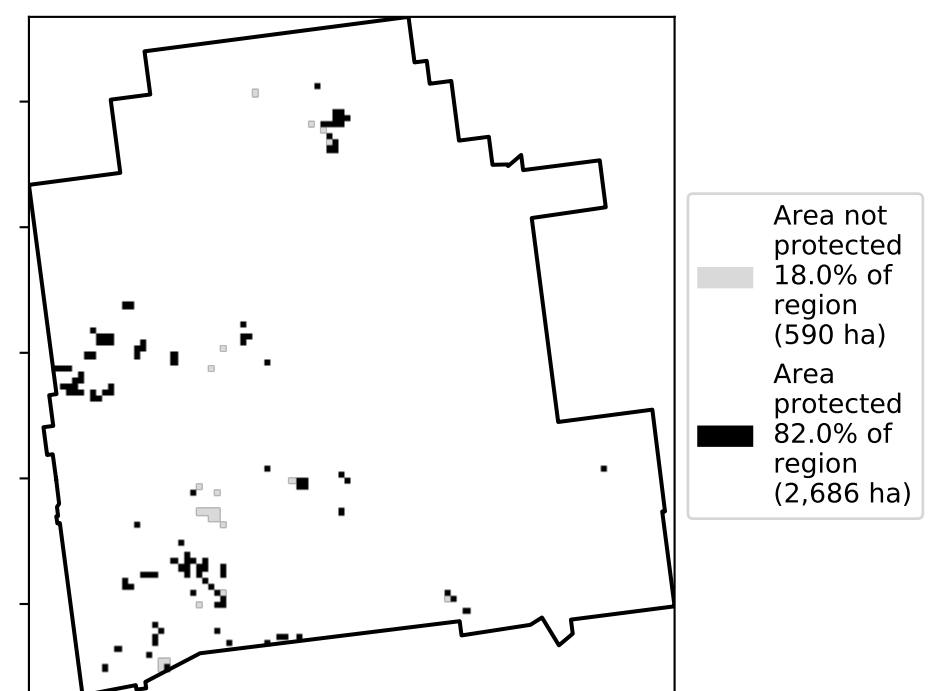 Area not
protected
18.0% of
region
(590 ha)
Area
protected
82.0% of
region
(2,686 ha)